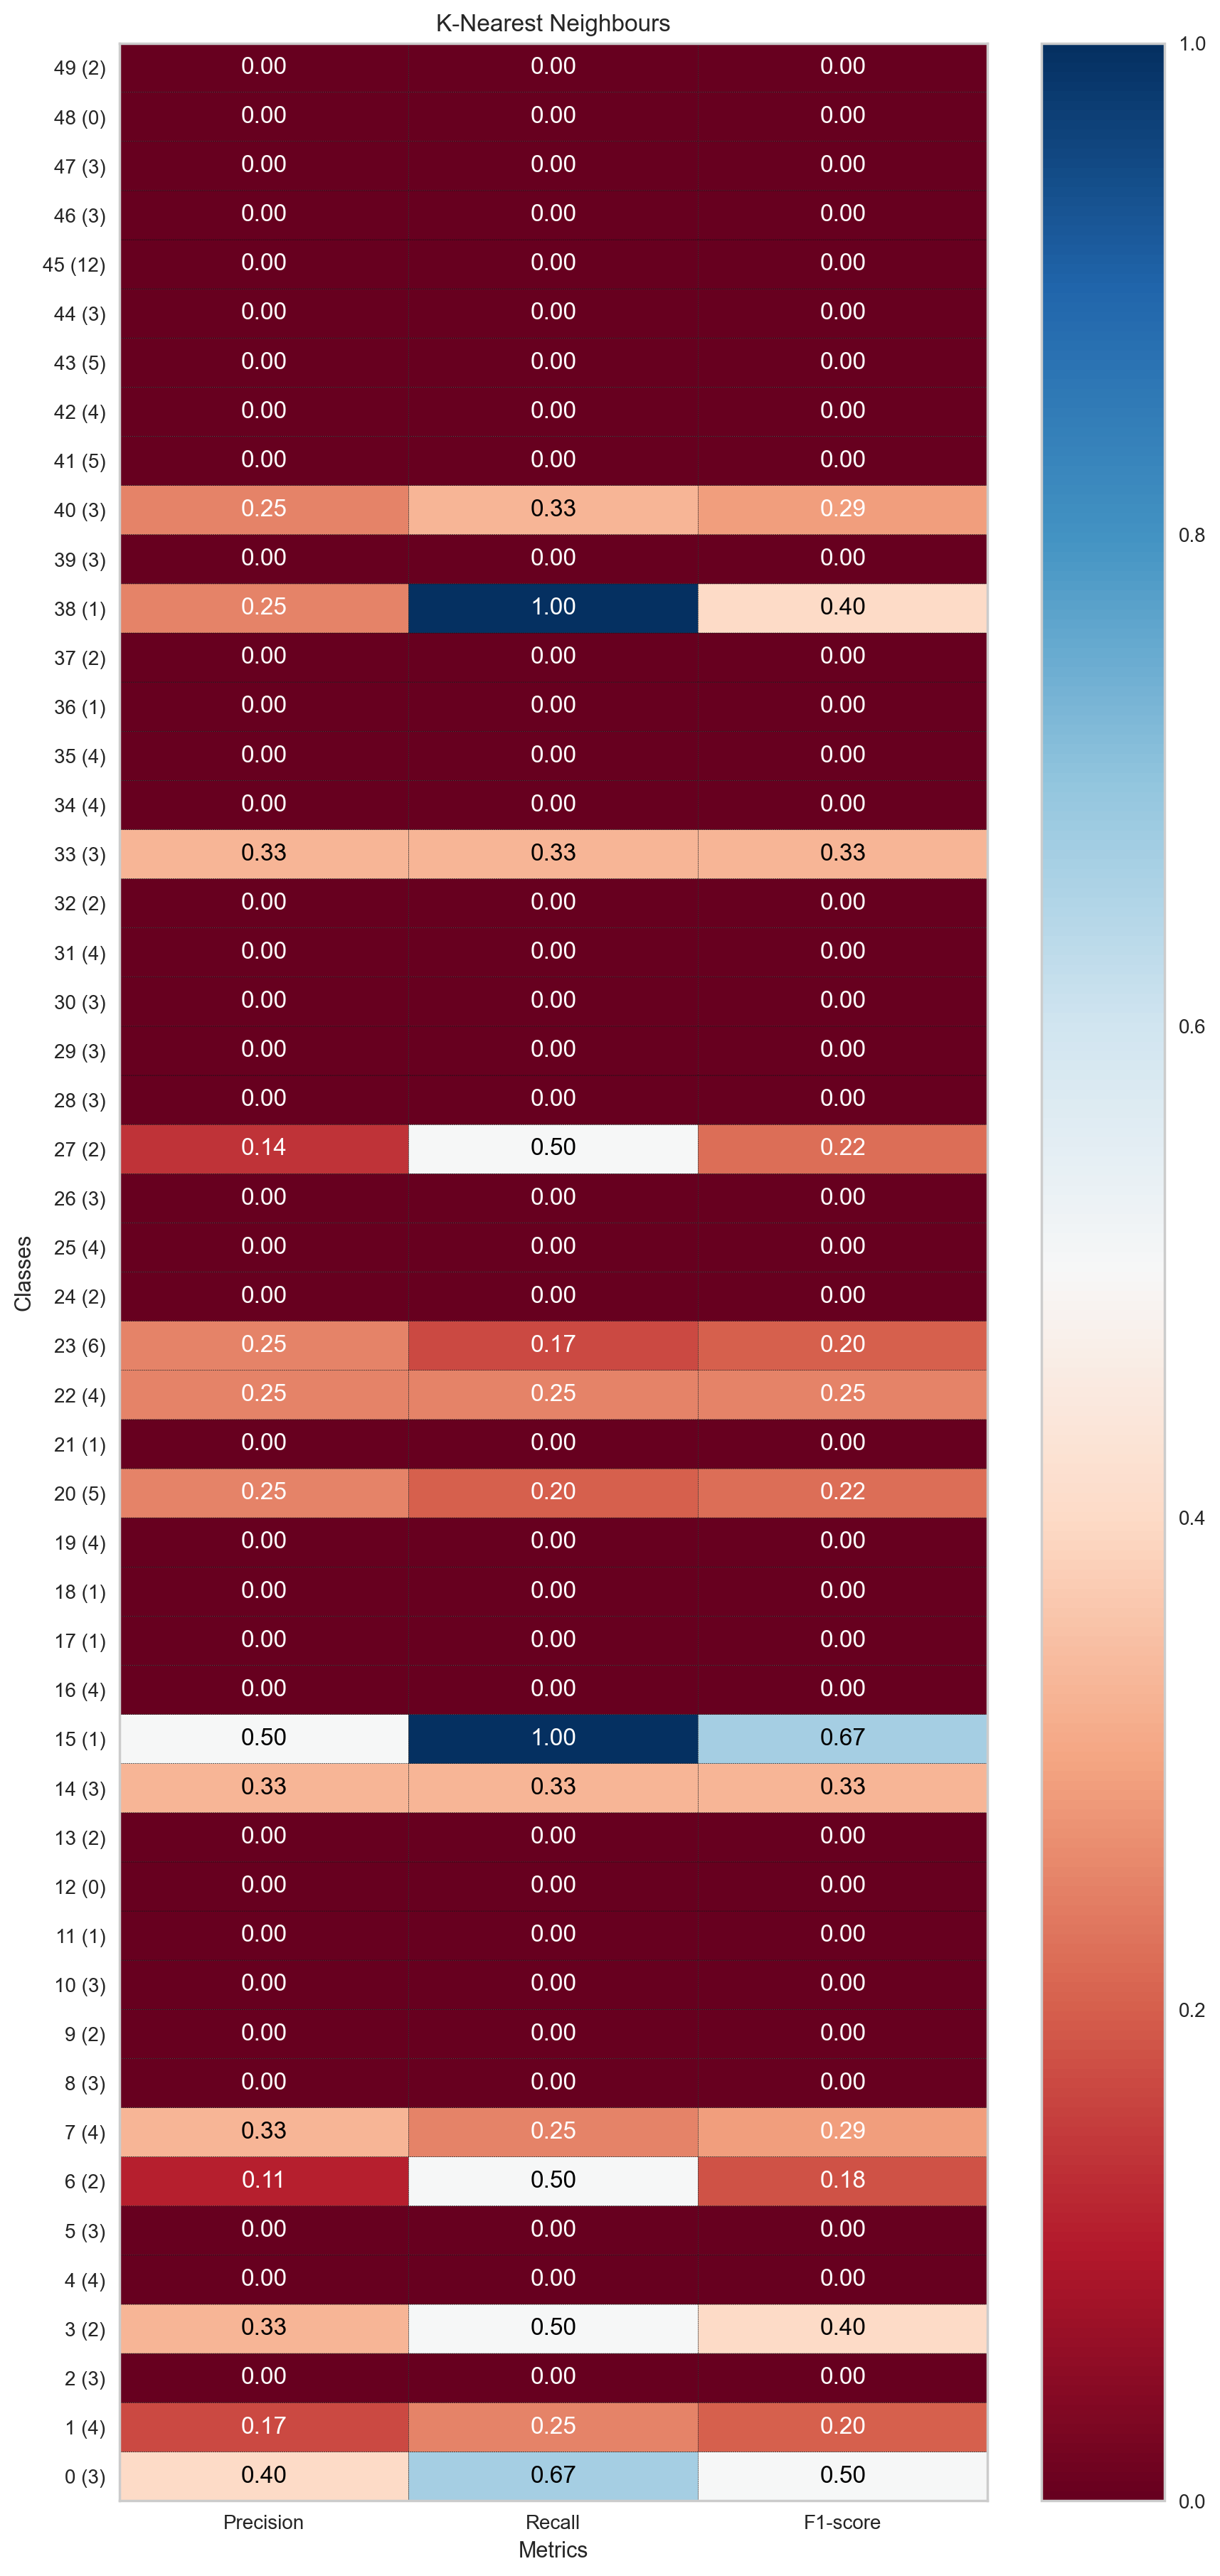 K-Nearest Neighbours
49 (2) 0.00 0.00 0.00
48 (0) 0.00 0.00 0.00
47 (3) 0.00 0.00 0.00
46 (3) 0.00 0.00 0.00
45 (12) 0.00 0.00 0.00
44 (3) 0.00 0.00 0.00
43 (5) 0.00 0.00 0.00
42 (4) 0.00 0.00 0.00
41 (5) 0.00 0.00 0.00
40 (3) 0.25 0.33 0.29
39 (3) 0.00 0.00 0.00
38 (1) 0.25 1.00 0.40
37 (2) 0.00 0.00 0.00
36 (1) 0.00 0.00 0.00
35 (4) 0.00 0.00 0.00
34 (4) 0.00 0.00 0.00
33 (3) 0.33 0.33 0.33
32 (2) 0.00 0.00 0.00
31 (4) 0.00 0.00 0.00
30 (3) 0.00 0.00 0.00
29 (3) 0.00 0.00 0.00
28 (3) 0.00 0.00 0.00
27 (2) 0.14 0.50 0.22
26 (3) 0.00 0.00 0.00
25 (4) 0.00 0.00 0.00
24 (2) 0.00 0.00 0.00
23 (6) 0.25 0.17 0.20
22 (4) 0.25 0.25 0.25
21 (1) 0.00 0.00 0.00
20 (5) 0.25 0.20 0.22
19 (4) 0.00 0.00 0.00
18 (1) 0.00 0.00 0.00
17 (1) 0.00 0.00 0.00
16 (4) 0.00 0.00 0.00
15 (1) 0.50 1.00 0.67
14 (3) 0.33 0.33 0.33
13 (2) 0.00 0.00 0.00
12 (0) 0.00 0.00 0.00
11 (1) 0.00 0.00 0.00
10 (3) 0.00 0.00 0.00
9 (2) 0.00 0.00 0.00
8 (3) 0.00 0.00 0.00
7 (4) 0.33 0.25 0.29
6 (2) 0.11 0.50 0.18
5 (3) 0.00 0.00 0.00
4 (4) 0.00 0.00 0.00
3 (2) 0.33 0.50 0.40
2 (3) 0.00 0.00 0.00
1 (4) 0.17 0.25 0.20
0 (3) 0.40 0.67 0.50
Classes
Precision Recall F1-score
Metrics
1.0
0.8
0.6
0.4
0.2
0.0